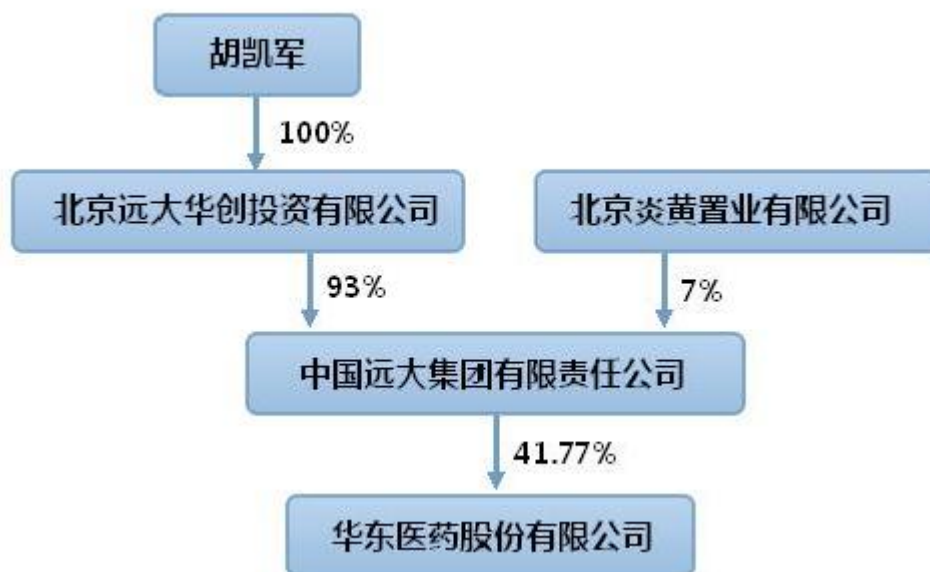 胡凯军
100%
北京远大华创投资有限公司
北京炎黄置业有限公司
93%
7%
中国远大集团有限责任公司
41.77%
华东医药股份有限公司